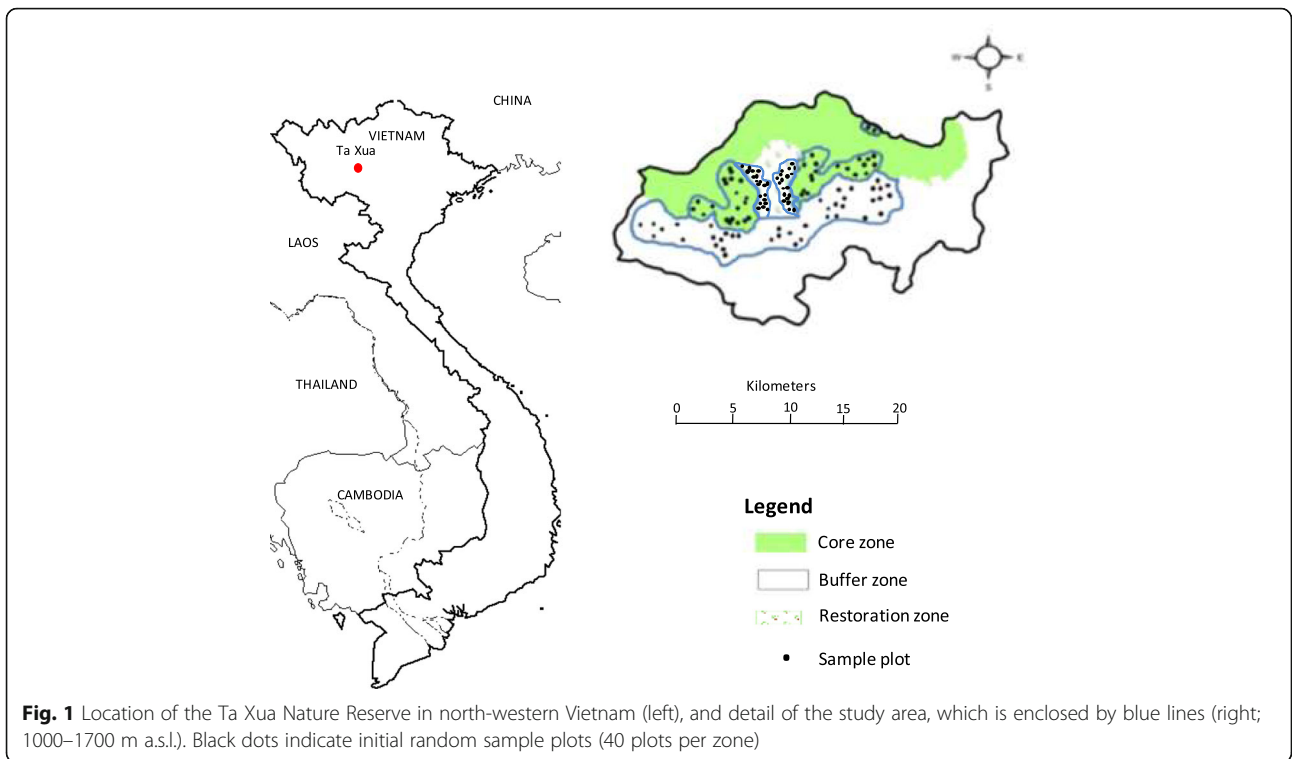 CHINA
VIETNAM
Ta Xua
LAOS
THAILAND
CAMBODIA
W E
S
Kilometers
0 5 10 15 20
Legend
Core zone
Buffer zone
Restoration zone
Sample plot
Fig. 1 Location of the Ta Xua Nature Reserve in north-western Vietnam (left), and detail of the study area, which is enclosed by blue lines (right;
1000–1700 m a.s.l.). Black dots indicate initial random sample plots (40 plots per zone)